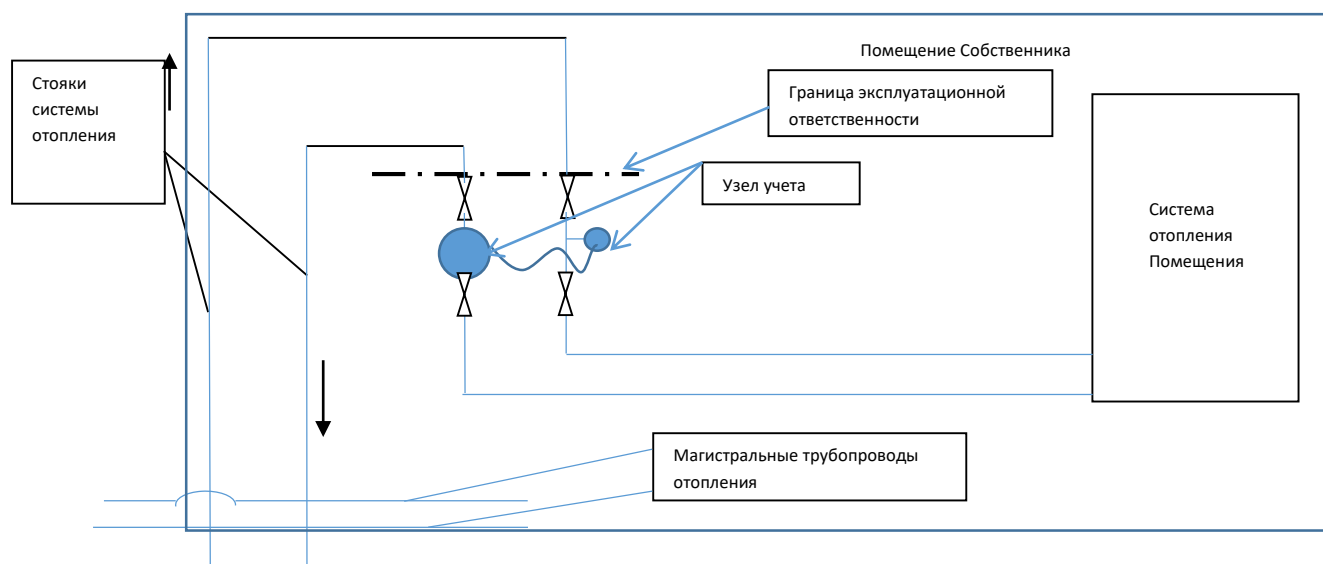 Помещение Собственника
Стояки
системы
отопления
Граница эксплуатационной
ответственности
Узел учета
Система
отопления
Помещения
Магистральные трубопроводы
отопления